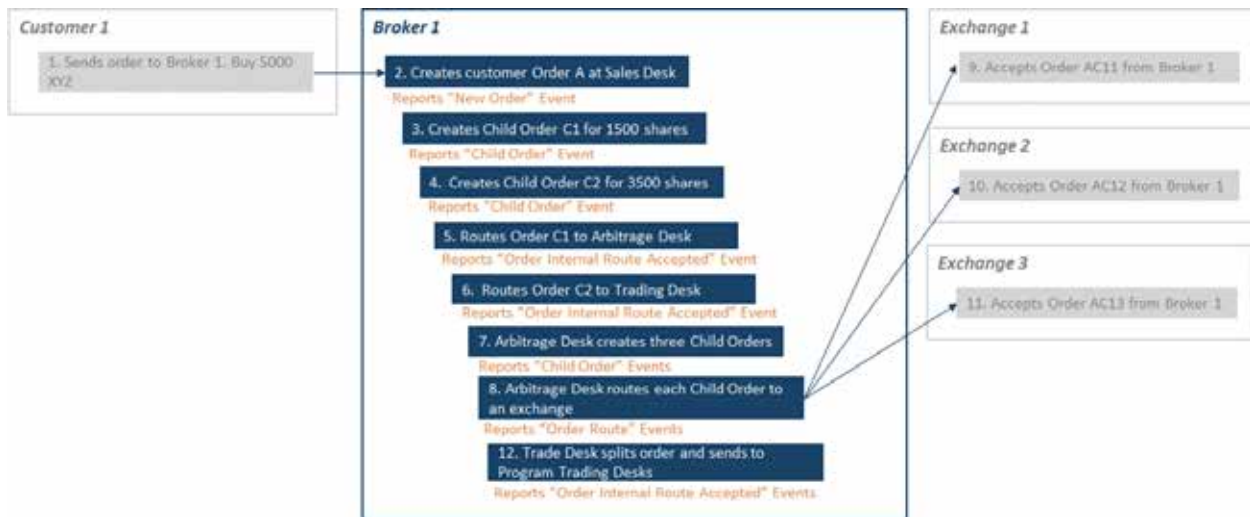 Customer 1
1. Sends order to Broker 1. Buy 5000
XYZ
Broker 1
2. Creates customer Order A at Sales Desk
Reports "New Order" Event
3. Creates Child Order C1 for 1500 shares
Reports "Child Order" Event
4. Creates Child Order C2 for 3500 shares
Reports "Child Order" Event
5. Routes Order C1 to Arbitrage Desk
Reports "Order Internal Route Accepted" Event
6. Routes Order C2 to Trading Desk
Reports "Order Internal Route Accepted" Event
7. Arbitrage Desk creates three Child Orders
Reports "Child Order" Events
8. Arbitrage Desk routes each Child Order to
an exchange
Reports "Order Route" Events
12. Trade Desk splits order and sends to
Program Trading Desks
Reports "Order Internal Route Accepted" Events
Exchange 1
9. Accepts Order AC11 from Broker 1
Exchange 2
10. Accepts Order AC12 from Broker 1
Exchange 3
11. Accepts Order AC13 from Broker 1